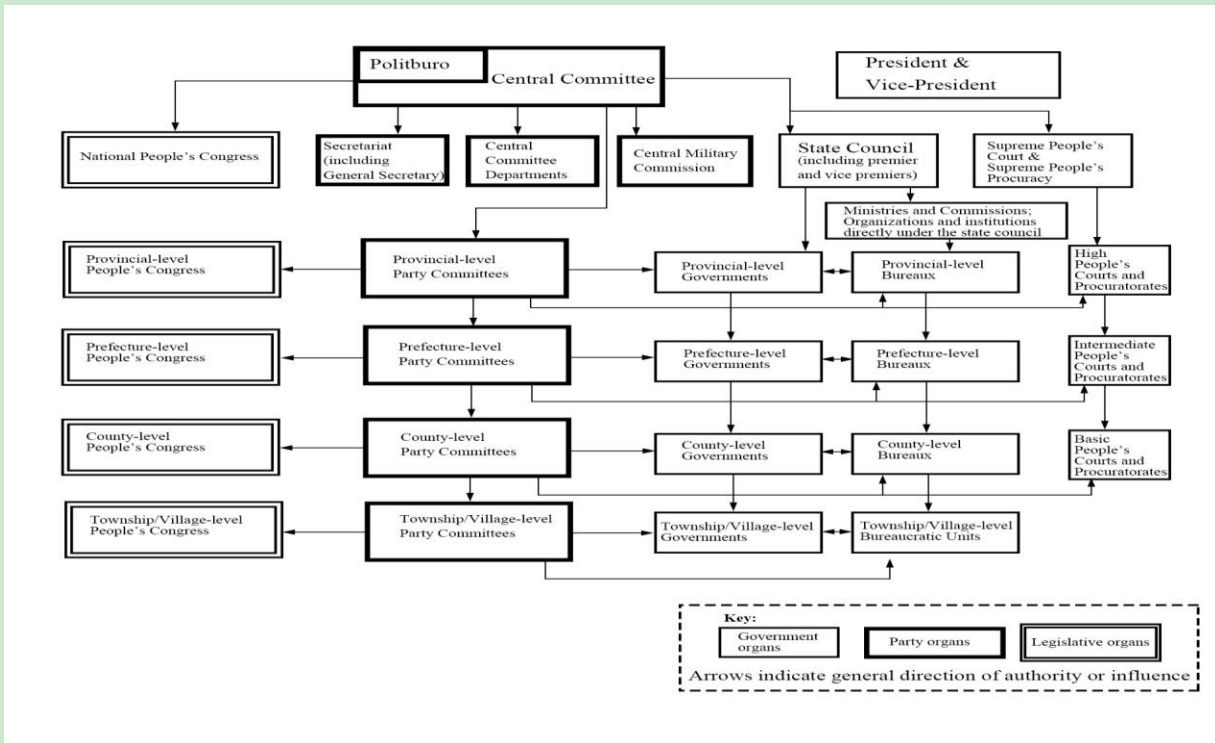 Politburo
Central Committee
President &
Vice-President
National People's Congress
Secretariat
(including
General Secretary)
Central
Committee
Departments
Central Military
Commission
State Council
(including premier
and vice premiers)
Supreme People's
Court &
Supreme People's
Procuracy
Ministries and Commissions;
Organizations and institutions
directly under the state council
Provincial-level
People's Congress
Provincial-level
Party Committees
Provincial-level
Governments
Provincial-level
Bureaux
High
People's
Courts and
Procuratorates
Prefecture-level
People's Congress
Prefecture-level
Party Committees
Prefecture-level
Governments
Prefecture-level
Bureaux
Intermediate
People's
Courts and
Procuratorates
County-level
People's Congress
County-level
Party Committees
County-level
Governments
County-level
Bureaux
Basic
People's
Courts and
Procuratorates
Township/Village-level
People's Congress
Township/Village-level
Party Committees
Township/Village-level
Governments
Township/Village-level
Bureaucratic Units
Key:
Government
organs
Party organs
Legislative organs
Arrows indicate general direction of authority or influence